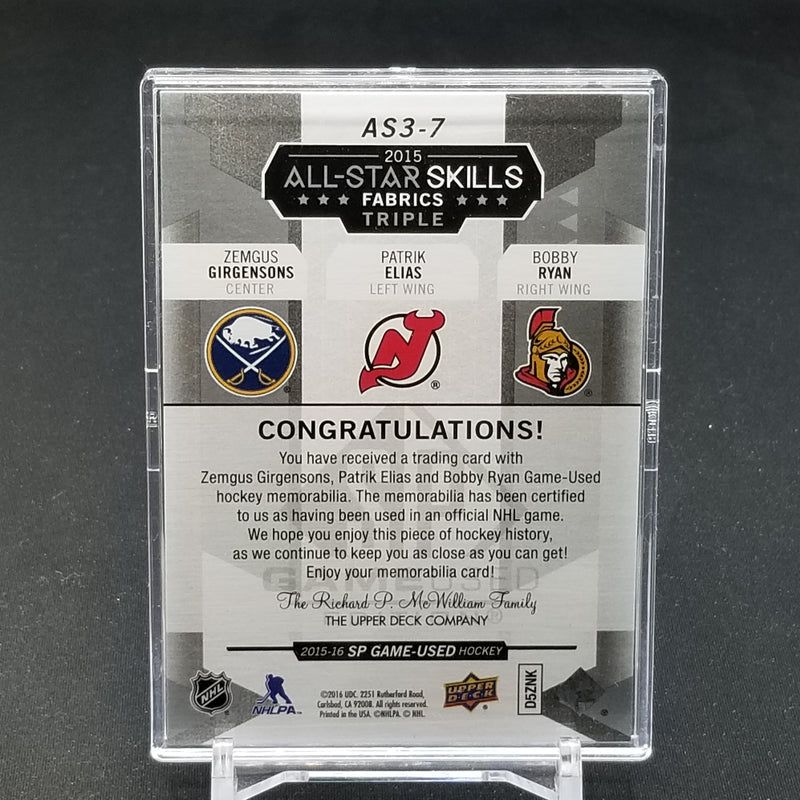 AS3-7
2015
ALL-STAR SKILLS
FABRICS
TRIPLE
ZEMGUS
GIRGENSONS
CENTER
PATRIK
ELIAS
LEFT WING
BOBBY
RYAN
RIGHT WING
CONGRATULATIONS!
You have received a trading card with
Zemgus Girgensons, Patrik Elias and Bobby Ryan Game-Used
hockey memorabilia. The memorabilia has been certified
to us as having been used in an official NHL game.
We hope you enjoy this piece of hockey history,
as we continue to keep you as close as you can get!
Enjoy your memorabilia card!
GAME USED
The Richard P. McWilliam Family
THE UPPER DECK COMPANY
2015-16 SP GAME-USED HOCKEY
NHL
NHLPA
©2016 UDC. 2251 Rutherford Road,
Carlsbad, CA 92008. All rights reserved.
Printed in the USA. ©NHLPA. © NHL.
UPPER
DECK
D5ZNK